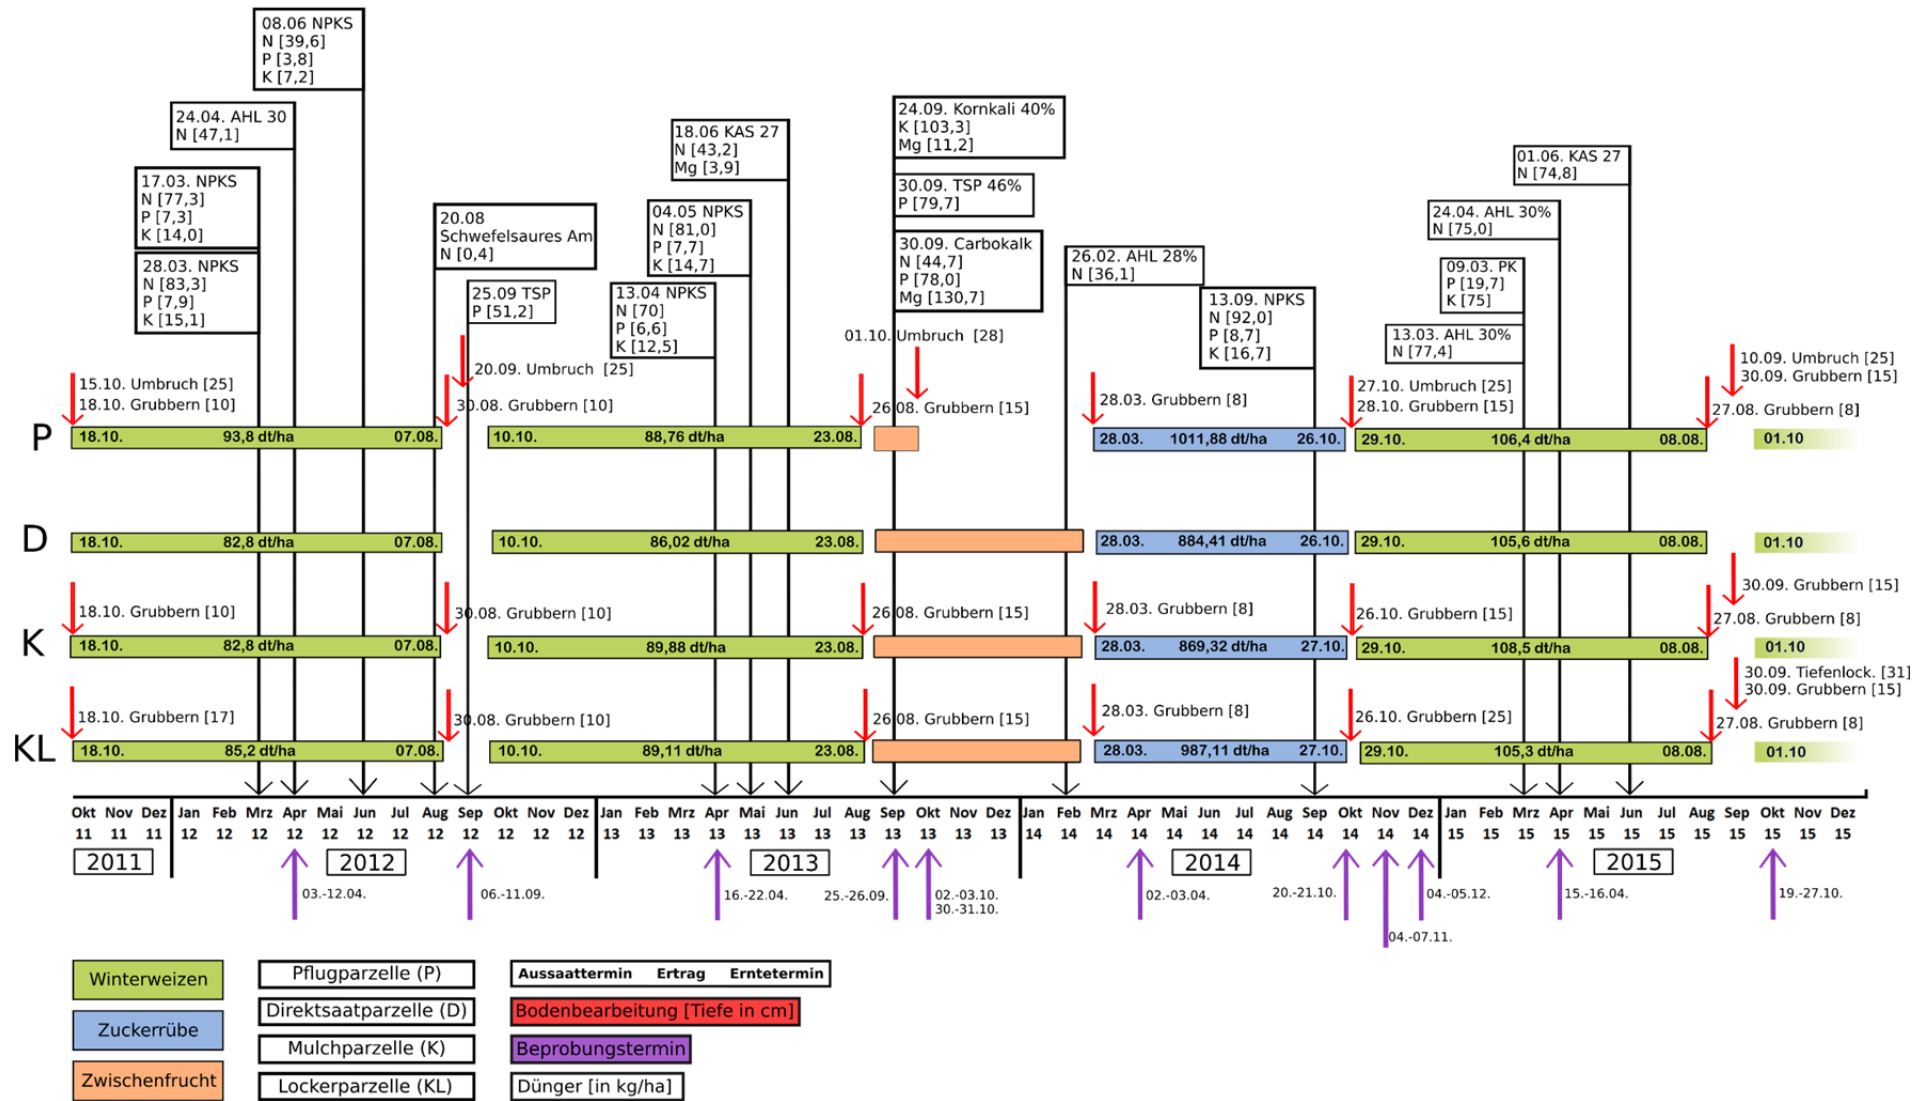 08.06 NPKS
N [39,6]
P [3,8]
K [7,2]
24.04. AHL 30
N [47,1]
17.03. NPKS
N [77,3]
P [7,3]
K [14,0]
28.03. NPKS
N [83,3]
P [7,9]
K [15,1]
20.08
Schwefelsaures Am
N [0,4]
25.09 TSP
P [51,2]
18.06 KAS 27
N [43,2]
Mg [3,9]
04.05 NPKS
N [81,0]
P [7,7]
K [14,7]
13.04 NPKS
N [70]
P [6,6]
K [12,5]
24.09. Kornkali 40%
K [103,3]
Mg [11,2]
30.09. TSP 46%
P [79,7]
30.09. Carbokalk
N [44,7]
P [78,0]
Mg [130,7]
26.02. AHL 28%
N [36,1]
13.09. NPKS
N [92,0]
P [8,7]
K [16,7]
01.06. KAS 27
N [74,8]
24.04. AHL 30%
N [75,0]
09.03. PK
P [19,7]
K [75]
13.03. AHL 30%
N [77,4]
15.10. Umbruch [25]
18.10. Grubbern [10]
20.09. Umbruch [25]
30.08. Grubbern [10]
01.10. Umbruch [28]
26.08. Grubbern [15]
28.03. Grubbern [8]
27.10. Umbruch [25]
28.10. Grubbern [15]
10.09. Umbruch [25]
30.09. Grubbern [15]
27.08. Grubbern [8]
P
18.10. 93,8 dt/ha 07.08.
10.10. 88,76 dt/ha 23.08.
28.03. 1011,88 dt/ha 26.10.
29.10. 106,4 dt/ha 08.08.
01.10
D
18.10. 82,8 dt/ha 07.08.
10.10. 86,02 dt/ha 23.08.
28.03. 884,41 dt/ha 26.10.
29.10. 105,6 dt/ha 08.08.
01.10
18.10. Grubbern [10]
30.08. Grubbern [10]
26.08. Grubbern [15]
28.03. Grubbern [8]
26.10. Grubbern [15]
30.09. Grubbern [15]
27.08. Grubbern [8]
K
18.10. 82,8 dt/ha 07.08.
10.10. 89,88 dt/ha 23.08.
28.03. 869,32 dt/ha 27.10.
29.10. 108,5 dt/ha 08.08.
01.10
18.10. Grubbern [17]
30.08. Grubbern [10]
26.08. Grubbern [15]
28.03. Grubbern [8]
26.10. Grubbern [25]
30.09. Tiefenlock. [31]
30.09. Grubbern [15]
27.08. Grubbern [8]
KL
18.10. 85,2 dt/ha 07.08.
10.10. 89,11 dt/ha 23.08.
28.03. 987,11 dt/ha 27.10.
29.10. 105,3 dt/ha 08.08.
01.10
Okt Nov Dez Jan Feb Mrz Apr Mai Jun Jul Aug Sep Okt Nov Dez Jan Feb Mrz Apr Mai Jun Jul Aug Sep Okt Nov Dez Jan Feb Mrz Apr Mai Jun Jul Aug Sep Okt Nov Dez Jan Feb Mrz Apr Mai Jun Jul Aug Sep Okt Nov Dez
11 11 11 12 12 12 12 12 12 12 12 12 12 12 12 13 13 13 13 13 13 13 13 13 13 13 13 14 14 14 14 14 14 14 14 14 14 14 14 15 15 15 15 15 15 15 15 15 15 15 15
2011 2012 2013 2014 2015
03.-12.04.
06.-11.09.
16.-22.04.
25.-26.09.
02.-03.10.
30.-31.10.
02.-03.04.
20.-21.10.
04.-07.11.
04.-05.12.
15.-16.04.
19.-27.10.
Winterweizen
Zuckerrübe
Zwischenfrucht
Pflugparzelle (P)
Direktsaatparzelle (D)
Mulchparzelle (K)
Lockerparzelle (KL)
Aussaattermin Ertrag Erntetermin
Bodenbearbeitung [Tiefe in cm]
Beprobungstermin
Dünger [in kg/ha]